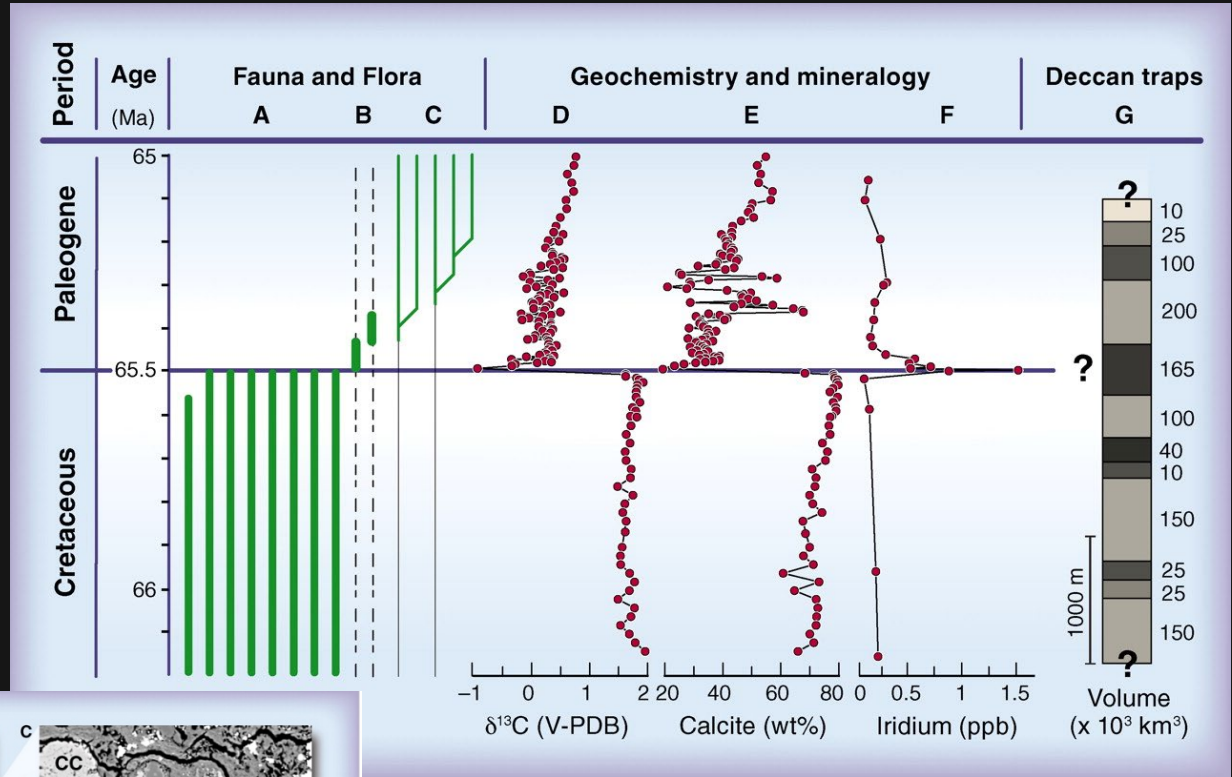 Period
Age
(Ma)
Fauna and Flora
A B C
Geochemistry and mineralogy
D E F
Deccan traps
G
Paleogene
Cretaceous
65
65.5
66
?
10
25
100
200
?
165
100
40
10
150
25
25
150
?
1000 m
–1 0 1 2
δ¹³C (V-PDB)
20 40 60 80
Calcite (wt%)
0 0.5 1 1.5
Iridium (ppb)
Volume
(x 10³ km³)
C
CC